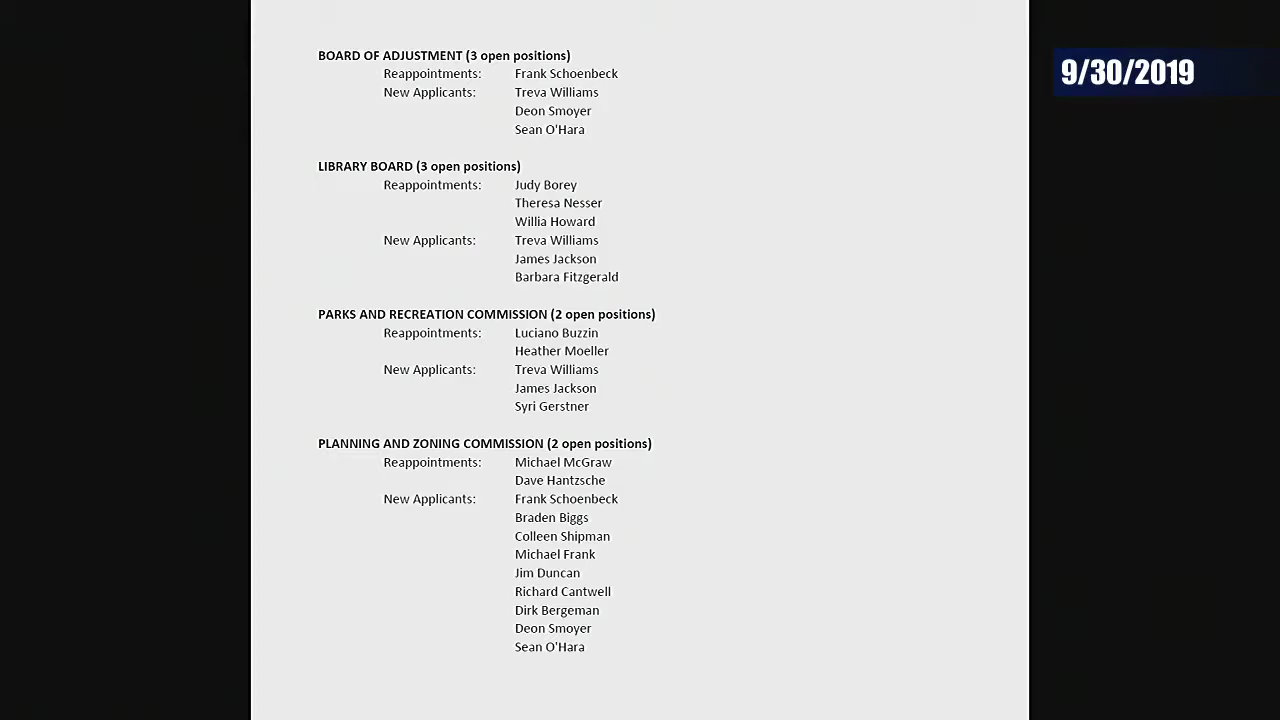 BOARD OF ADJUSTMENT (3 open positions)
Reappointments: Frank Schoenbeck
New Applicants: Treva Williams
Deon Smoyer
Sean O'Hara
LIBRARY BOARD (3 open positions)
Reappointments: Judy Borey
Theresa Nesser
Willia Howard
New Applicants: Treva Williams
James Jackson
Barbara Fitzgerald
PARKS AND RECREATION COMMISSION (2 open positions)
Reappointments: Luciano Buzzin
Heather Moeller
New Applicants: Treva Williams
James Jackson
Syri Gerstner
PLANNING AND ZONING COMMISSION (2 open positions)
Reappointments: Michael McGraw
Dave Hantzsche
New Applicants: Frank Schoenbeck
Braden Biggs
Colleen Shipman
Michael Frank
Jim Duncan
Richard Cantwell
Dirk Bergeman
Deon Smoyer
Sean O'Hara
9/30/2019